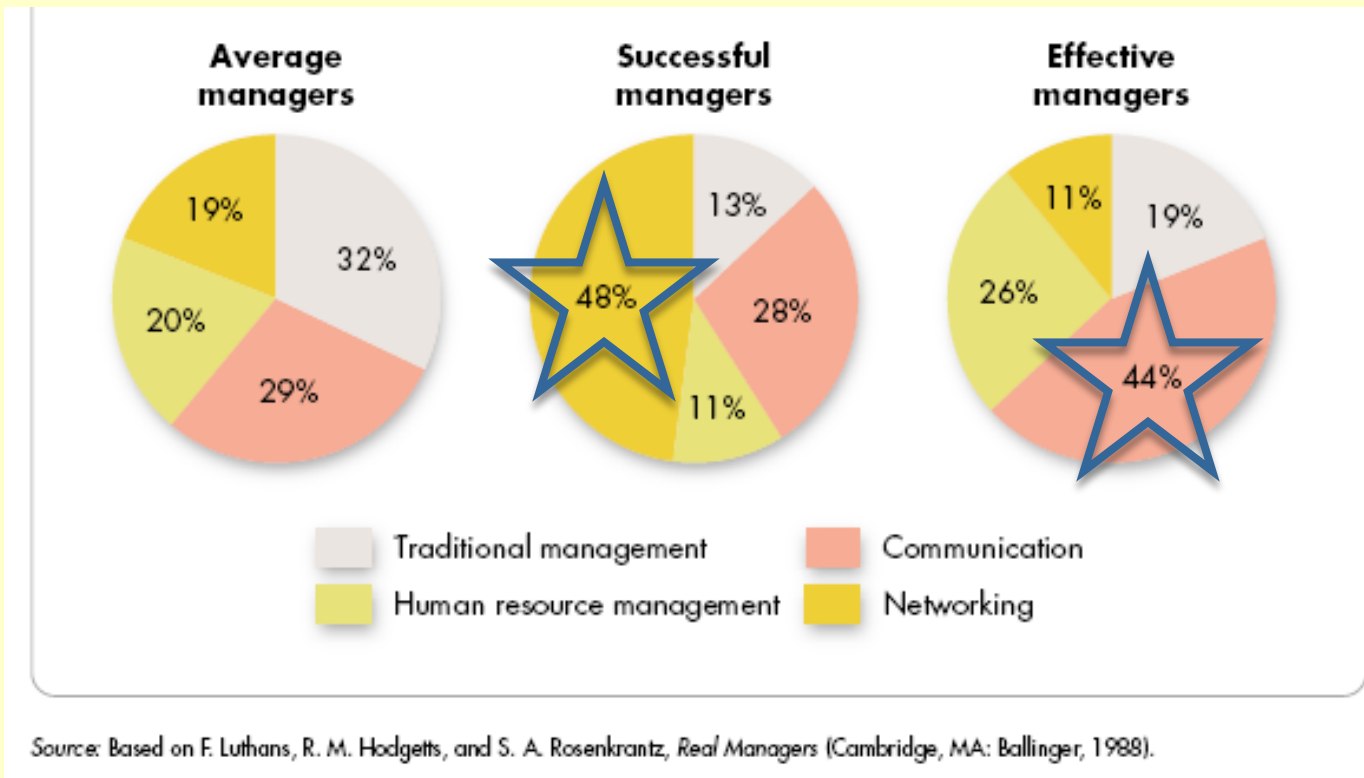 Average
managers
Successful
managers
Effective
managers
19%
32%
20%
29%
13%
48%
28%
11%
11%
19%
26%
44%
Traditional management
Communication
Human resource management
Networking
Source: Based on F. Luthans, R. M. Hodgetts, and S. A. Rosenkrantz, Real Managers (Cambridge, MA: Ballinger, 1988).